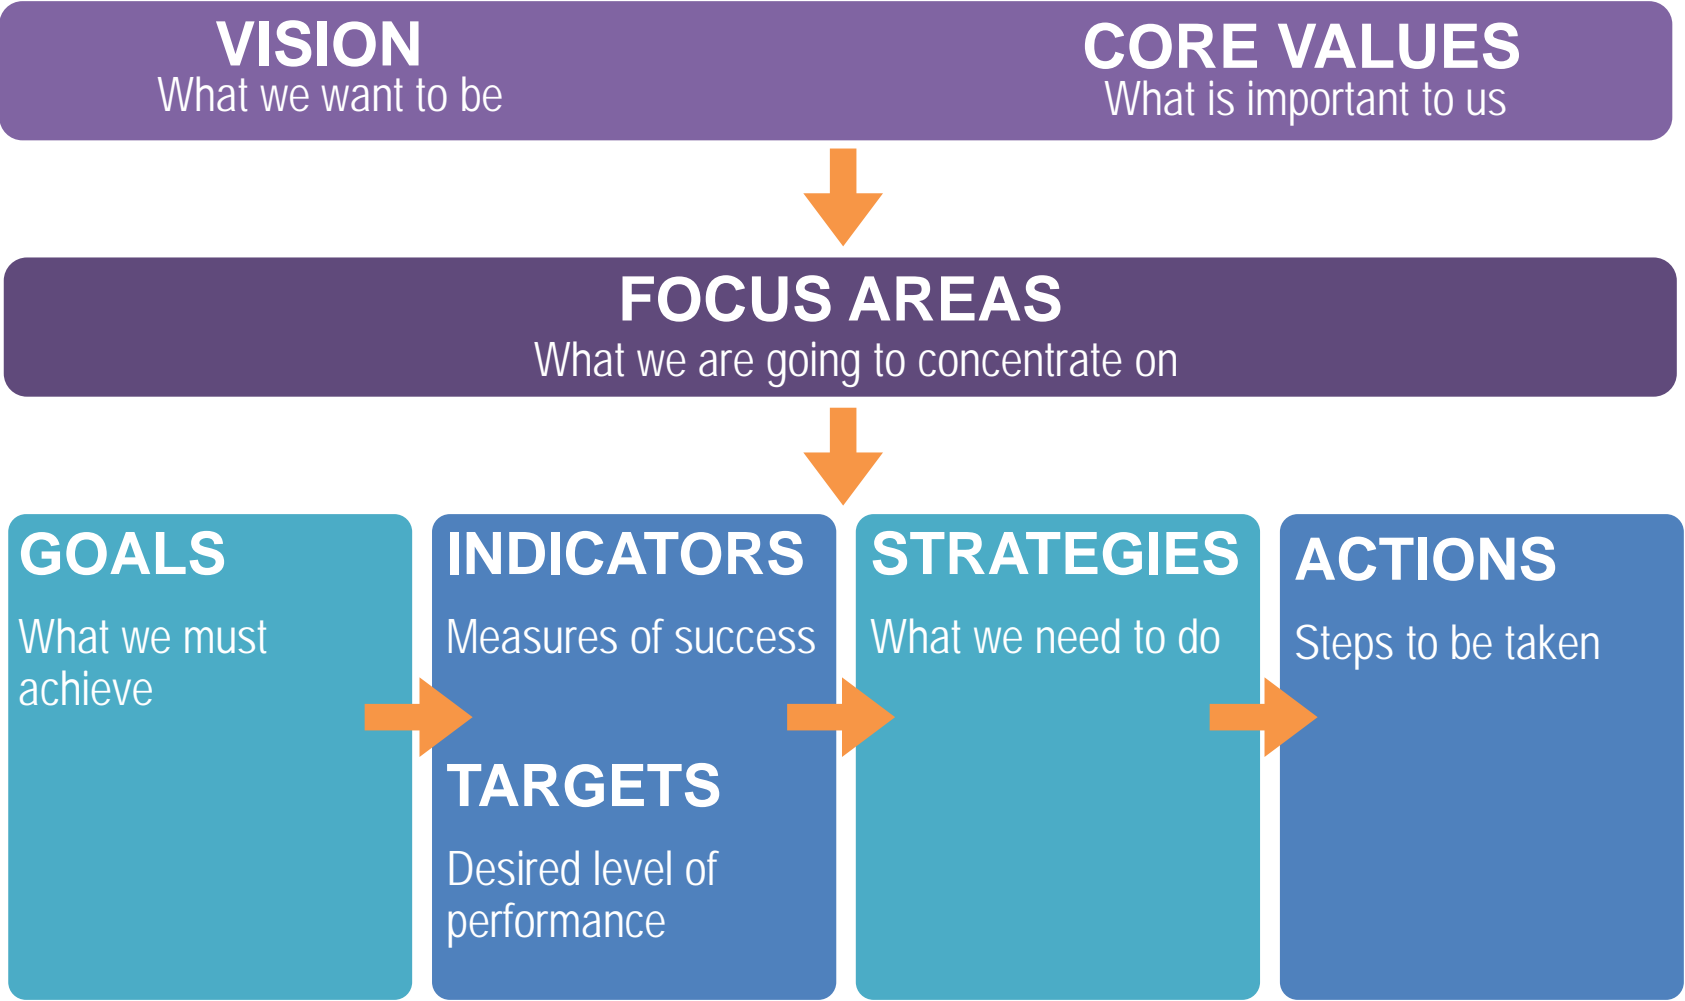 VISION
What we want to be
CORE VALUES
What is important to us
FOCUS AREAS
What we are going to concentrate on
GOALS
What we must
achieve
INDICATORS
Measures of success
TARGETS
Desired level of
performance
STRATEGIES
What we need to do
ACTIONS
Steps to be taken